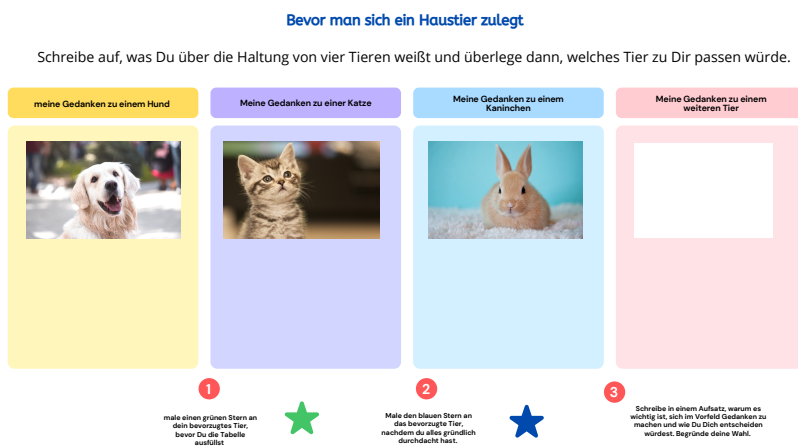 Bevor man sich ein Haustier zulegt
Schreibe auf, was Du über die Haltung von vier Tieren weißt und überlege dann, welches Tier zu Dir passen würde.
meine Gedanken zu einem Hund
Meine Gedanken zu einer Katze
Meine Gedanken zu einem
Kaninchen
Meine Gedanken zu einem
weiteren Tier
1
male einen grünen Stern an
dein bevorzugtes Tier,
bevor Du die Tabelle
ausfüllst
2
Male den blauen Stern an
das bevorzugte Tier,
nachdem du alles gründlich
durchdacht hast.
3
Schreibe in einem Aufsatz, warum es
wichtig ist, sich im Vorfeld Gedanken zu
machen und wie Du Dich entscheiden
würdest. Begründe deine Wahl.